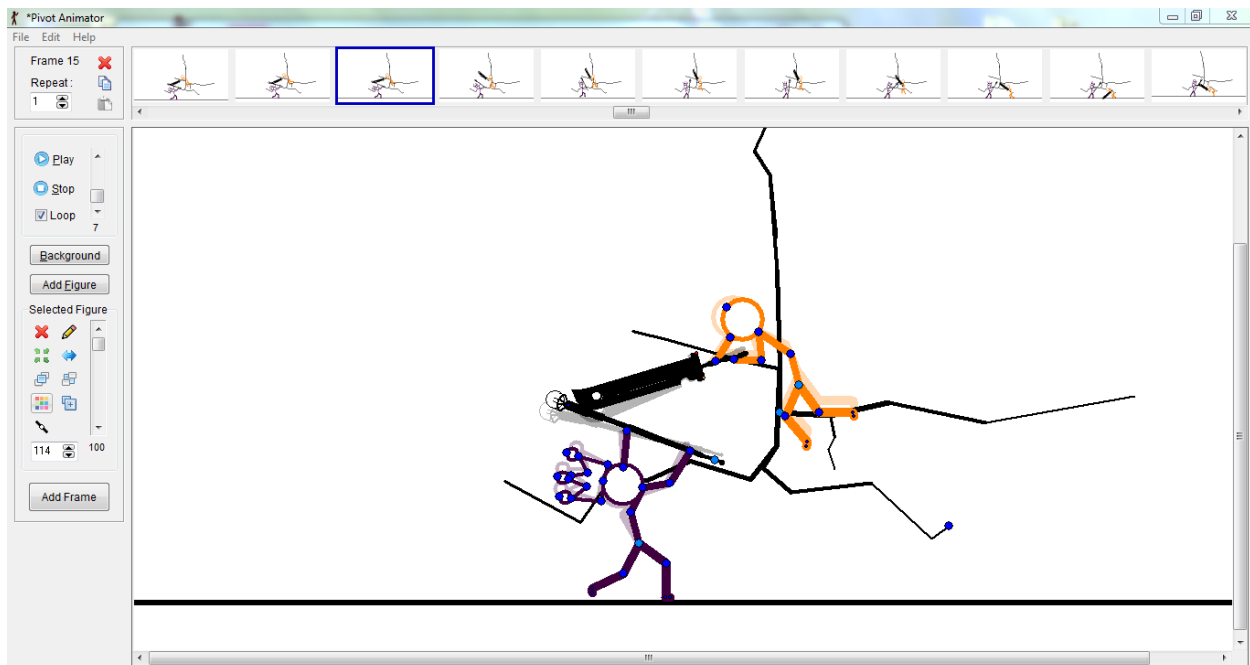 *Pivot Animator
File Edit Help
Frame 15
Repeat :
1
Play
Stop
Loop
7
Background
Add Figure
Selected Figure
114
100
Add Frame